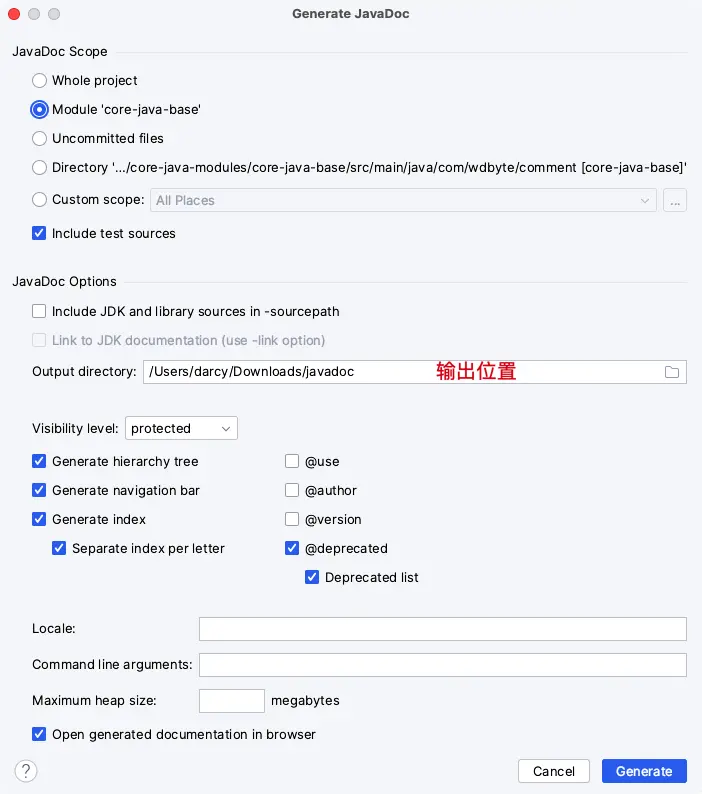 Generate JavaDoc
JavaDoc Scope
Whole project
Module 'core-java-base'
Uncommitted files
Directory '.../core-java-modules/core-java-base/src/main/java/com/wdbyte/comment [core-java-base]'
Custom scope: All Places ...
Include test sources
JavaDoc Options
Include JDK and library sources in -sourcepath
Link to JDK documentation (use -link option)
Output directory: /Users/darcy/Downloads/javadoc 输出位置
Visibility level: protected
Generate hierarchy tree @use
Generate navigation bar @author
Generate index @version
Separate index per letter @deprecated
Deprecated list
Locale:
Command line arguments:
Maximum heap size: megabytes
Open generated documentation in browser
? Cancel Generate